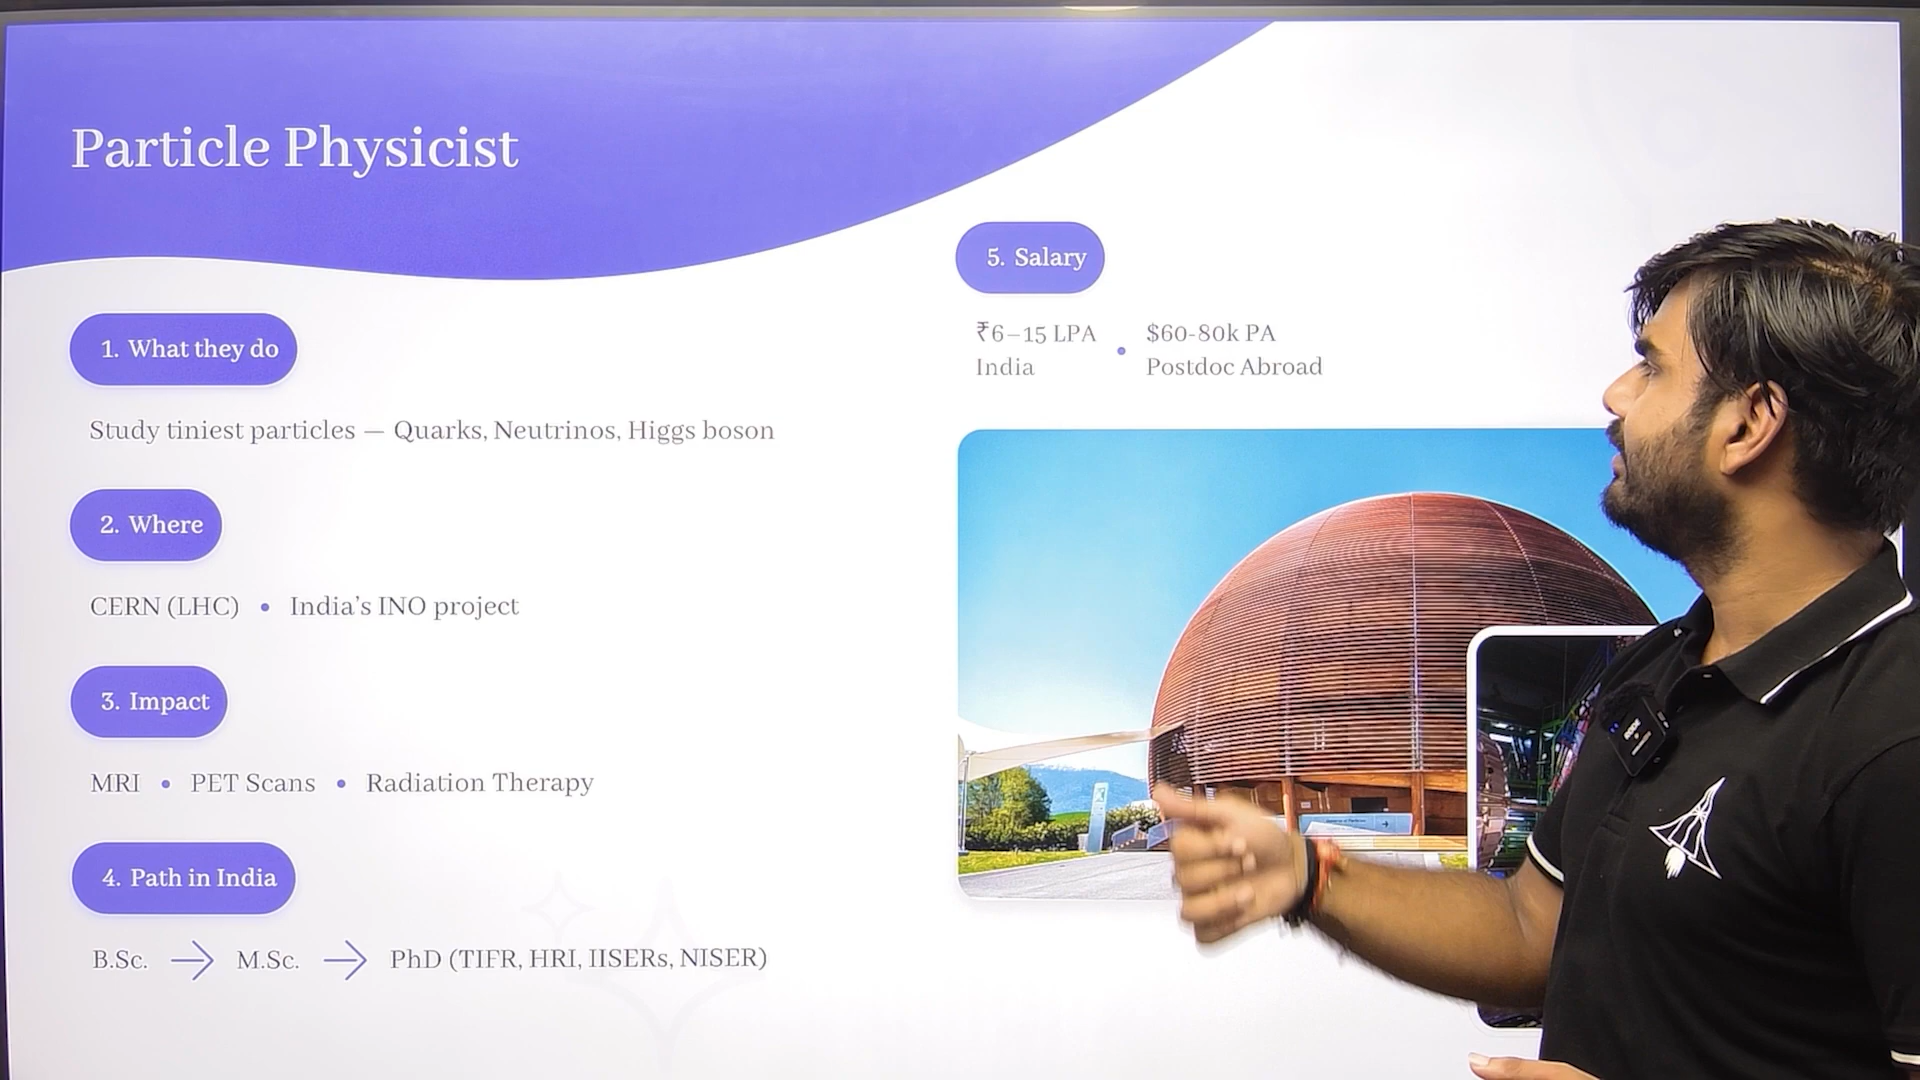 Particle Physicist
1. What they do
Study tiniest particles — Quarks, Neutrinos, Higgs boson
2. Where
CERN (LHC) • India's INO project
3. Impact
MRI • PET Scans • Radiation Therapy
4. Path in India
B.Sc. → M.Sc. → PhD (TIFR, HRI, IISERs, NISER)
5. Salary
₹6–15 LPA • $60-80k PA
India Postdoc Abroad